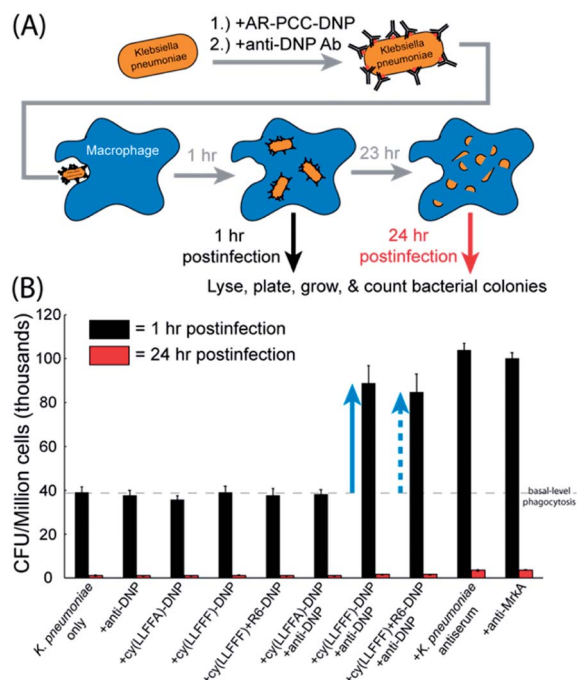 (A)
1.) +AR-PCC-DNP
2.) +anti-DNP Ab
Klebsiella
pneumoniae
Klebsiella
pneumoniae
Macrophage
1 hr
23 hr
1 hr
postinfection
24 hr
postinfection
Lyse, plate, grow, & count bacterial colonies
(B)
= 1 hr postinfection
= 24 hr postinfection
CFU/Million cells (thousands)
120
100
80
60
40
20
0
basal-level
phagocytosis
K. pneumoniae
only
+anti-DNP
+cy(LLFFA)-DNP
+cy(LLFFF)-DNP
+cy(LLFFF)+R6-DNP
+cy(LLFFA)-DNP
+anti-DNP
+cy(LLFFF)-DNP
+anti-DNP
+cy(LLFFF)+R6-DNP
+anti-DNP
+K. pneumoniae
antiserum
+anti-MrkA